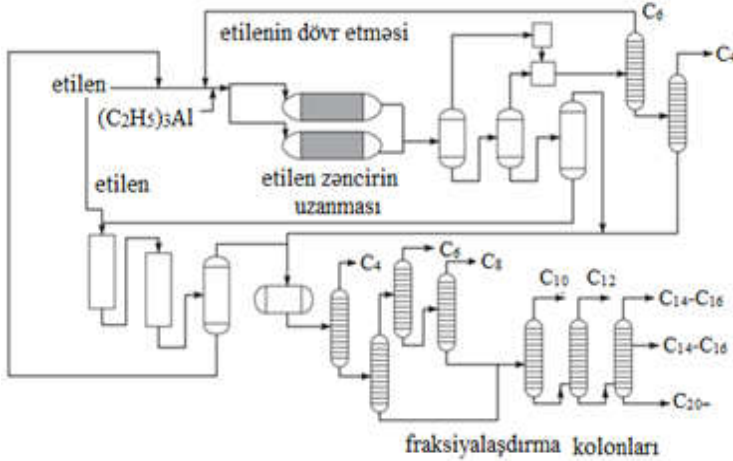 etilenin dövr etməsi
C6
C4
etilen
(C2H5)3Al
etilen
etilen zəncirin
uzanması
C4
C6
C8
C10
C12
C14-C16
C14-C16
C20+
fraksiyalaşdırma kolonları